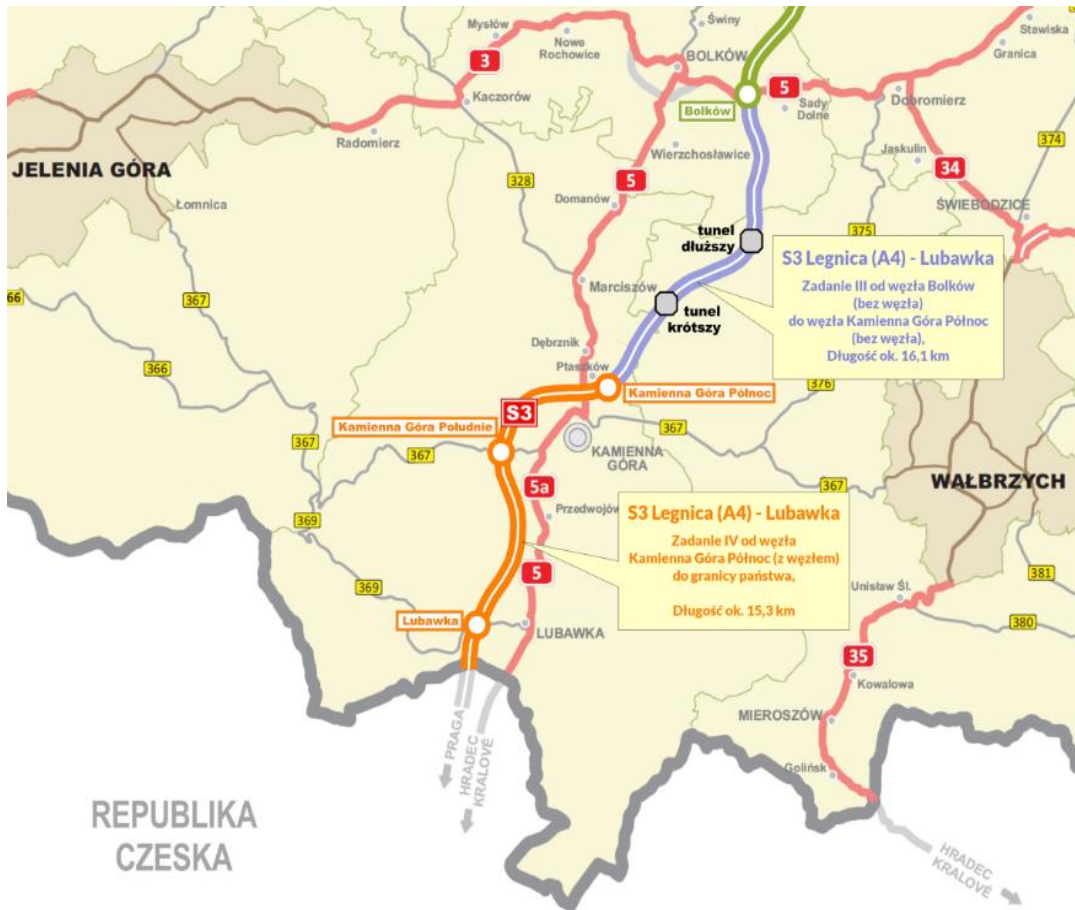 Świny
Stawiska
Mysłów
Nowe
Rochowice
Granica
3
BOLKÓW
Kaczorów
Bolków
5
Sady
Dolne
Dobromierz
Radomierz
Wierzchosławice
Jaskulin
374
JELENIA GÓRA
34
328
5
ŚWIEBODZICE
Łomnica
Domanów
tunel
dłuższy
375
S3 Legnica (A4) - Lubawka
Zadanie III od węzła Bolków
(bez węzła)
do węzła Kamienna Góra Północ
(bez węzła),
Długość ok. 16,1 km
66
367
Marciszów
tunel
krótszy
Dębrznik
366
Ptaszków
376
Kamienna Góra Północ
S3
Kamienna Góra Południe
367
367
367
KAMIENNA
GÓRA
367
WAŁBRZYCH
5a
Przedwojów
369
S3 Legnica (A4) - Lubawka
Zadanie IV od węzła
Kamienna Góra Północ (z węzłem)
do granicy państwa,
Długość ok. 15,3 km
5
369
Unisław Śl.
381
Lubawka
LUBAWKA
380
35
Kowalowa
MIEROSZÓW
PRAGA
HRADEC
KRALOVÉ
Golińsk
REPUBLIKA
CZESKA
HRADEC
KRALOVÉ